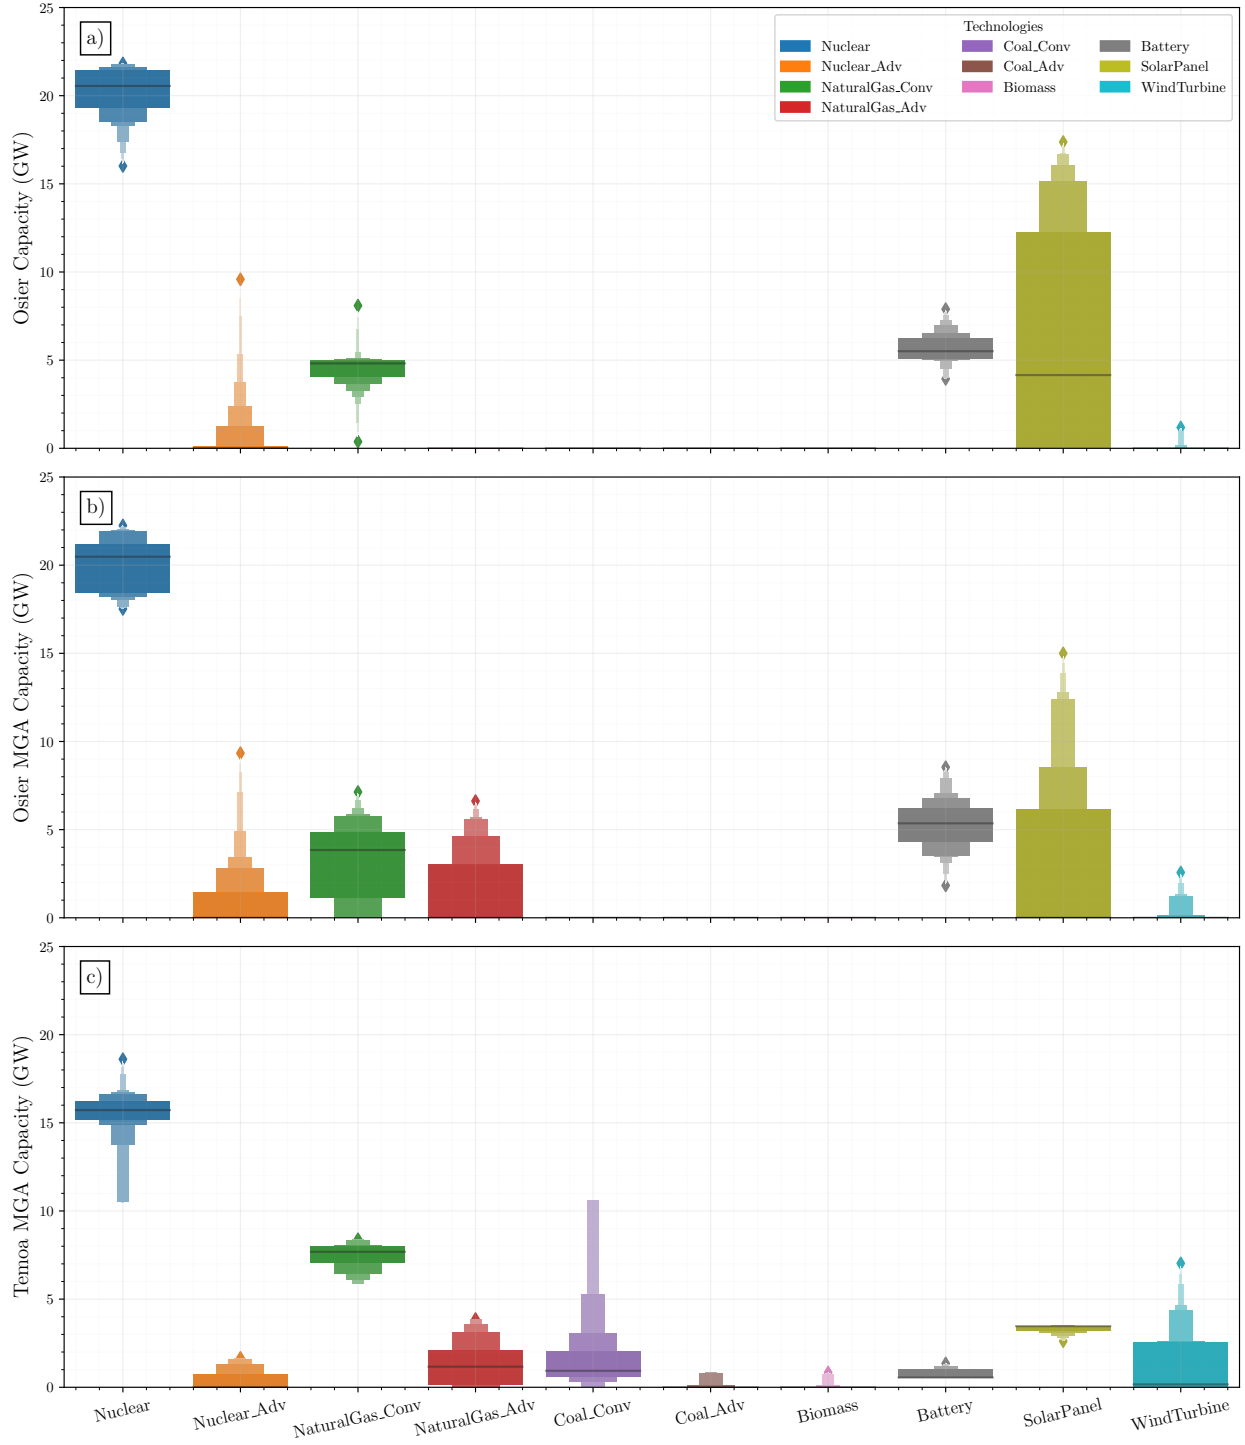 a)
Technologies
Nuclear
Nuclear_Adv
NaturalGas_Conv
NaturalGas_Adv
Coal_Conv
Coal_Adv
Biomass
Battery
SolarPanel
WindTurbine
Osier Capacity (GW)
25
20
15
10
5
0
b)
Osier MGA Capacity (GW)
25
20
15
10
5
0
c)
Temoa MGA Capacity (GW)
25
20
15
10
5
0
Nuclear
Nuclear_Adv
NaturalGas_Conv
NaturalGas_Adv
Coal_Conv
Coal_Adv
Biomass
Battery
SolarPanel
WindTurbine